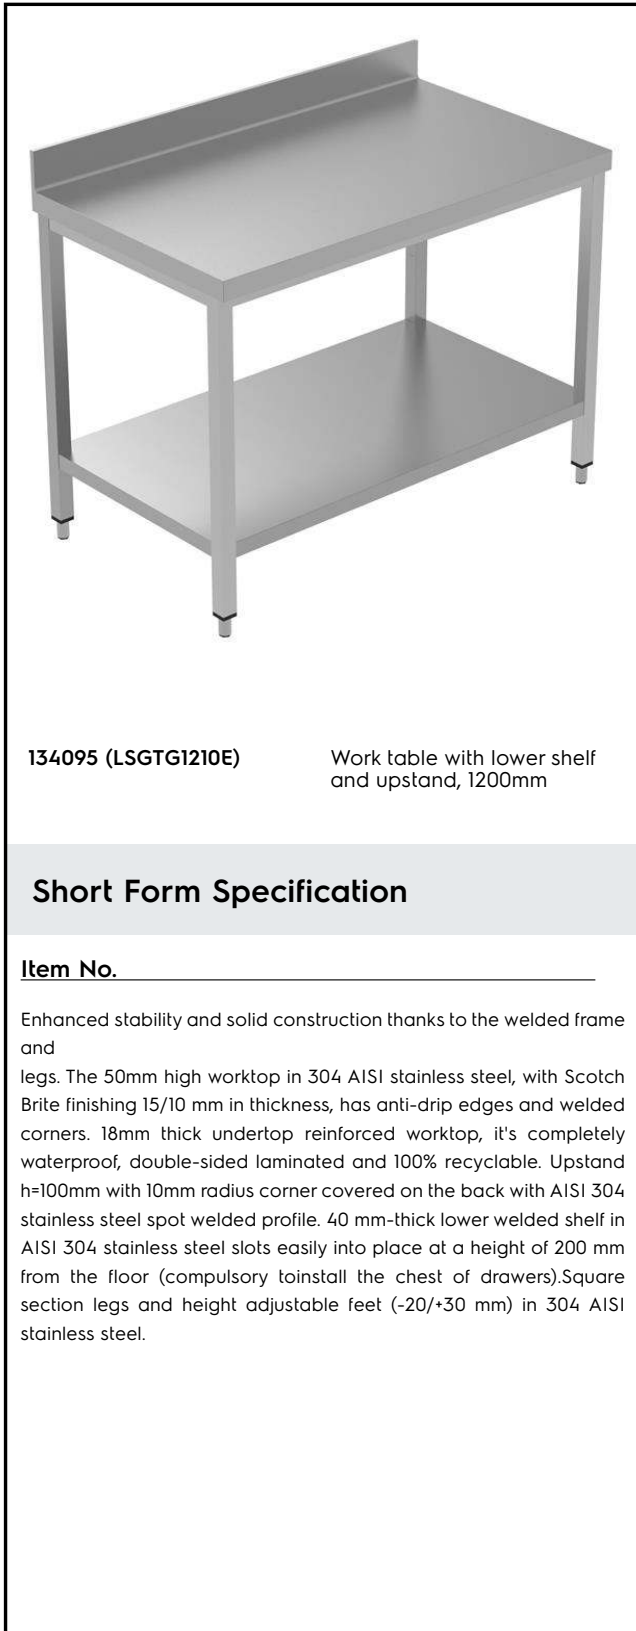 134095 (LSGTG1210E)
Work table with lower shelf
and upstand, 1200mm
Short Form Specification
Item No.
Enhanced stability and solid construction thanks to the welded frame
and
legs. The 50mm high worktop in 304 AISI stainless steel, with Scotch
Brite finishing 15/10 mm in thickness, has anti-drip edges and welded
corners. 18mm thick undertop reinforced worktop, it's completely
waterproof, double-sided laminated and 100% recyclable. Upstand
h=100mm with 10mm radius corner covered on the back with AISI 304
stainless steel spot welded profile. 40 mm-thick lower welded shelf in
AISI 304 stainless steel slots easily into place at a height of 200 mm
from the floor (compulsory toinstall the chest of drawers).Square
section legs and height adjustable feet (-20/+30 mm) in 304 AISI
stainless steel.